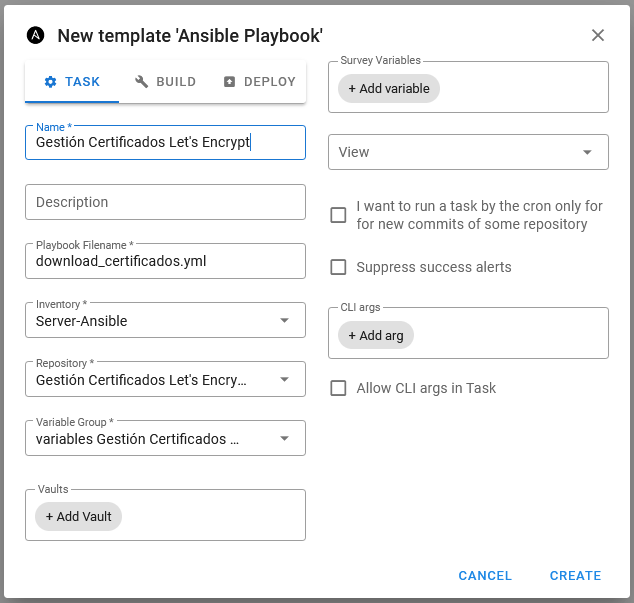 New template 'Ansible Playbook'
TASK
BUILD
DEPLOY
Name *
Gestión Certificados Let's Encrypt
Description
Playbook Filename *
download_certificados.yml
Inventory *
Server-Ansible
Repository *
Gestión Certificados Let's Encry...
Variable Group *
variables Gestión Certificados ...
Vaults
+ Add Vault
Survey Variables
+ Add variable
View
I want to run a task by the cron only for
for new commits of some repository
Suppress success alerts
CLI args
+ Add arg
Allow CLI args in Task
CANCEL
CREATE